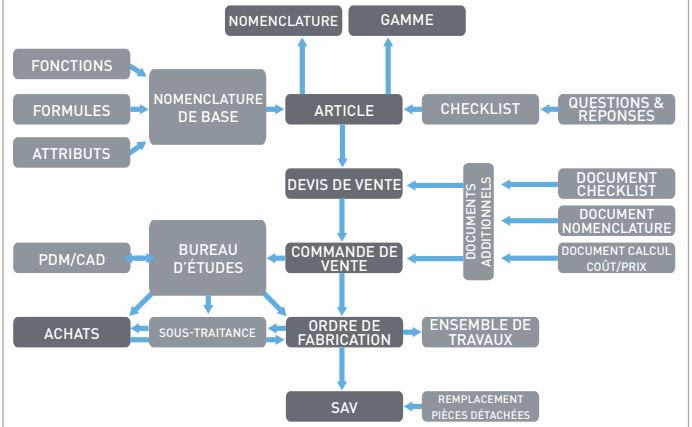 NOMENCLATURE
GAMME
FONCTIONS
FORMULES
ATTRIBUTS
NOMENCLATURE
DE BASE
ARTICLE
CHECKLIST
QUESTIONS &
RÉPONSES
DEVIS DE VENTE
DOCUMENTS
ADDITIONNELS
DOCUMENT
CHECKLIST
DOCUMENT
NOMENCLATURE
DOCUMENT CALCUL
COÛT/PRIX
PDM/CAD
BUREAU
D'ÉTUDES
COMMANDE DE
VENTE
ACHATS
SOUS-TRAITANCE
ORDRE DE
FABRICATION
ENSEMBLE DE
TRAVAUX
SAV
REMPLACEMENT
PIÈCES DÉTACHÉES